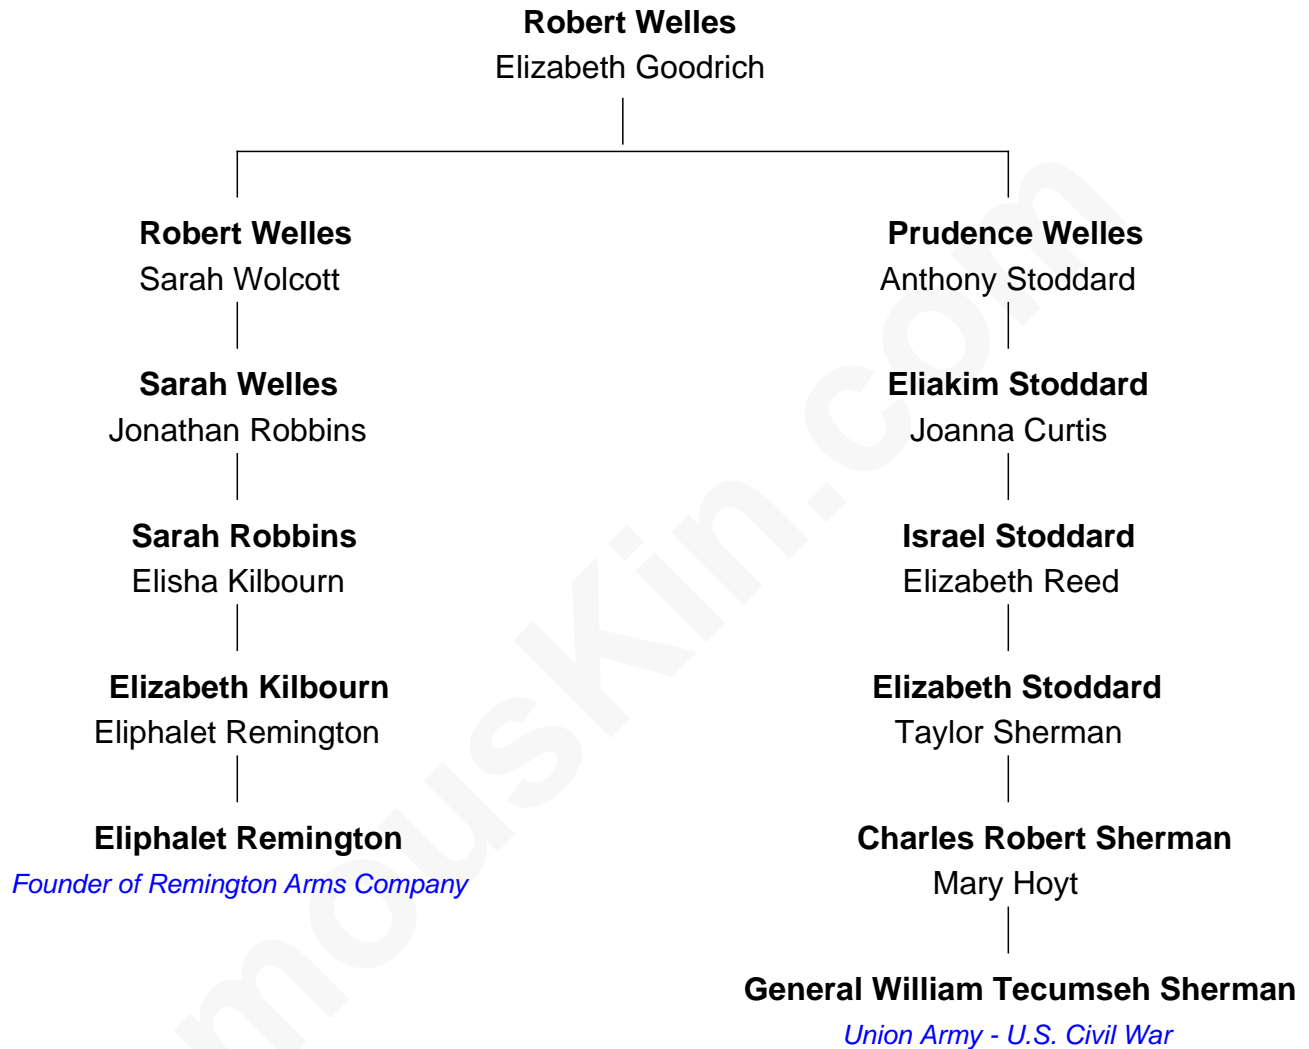 Robert Welles
Elizabeth Goodrich
Robert Welles
Sarah Wolcott
Prudence Welles
Anthony Stoddard
Sarah Welles
Jonathan Robbins
Eliakim Stoddard
Joanna Curtis
Sarah Robbins
Elisha Kilbourn
Israel Stoddard
Elizabeth Reed
Elizabeth Kilbourn
Eliphalet Remington
Elizabeth Stoddard
Taylor Sherman
Eliphalet Remington
Founder of Remington Arms Company
Charles Robert Sherman
Mary Hoyt
General William Tecumseh Sherman
Union Army - U.S. Civil War
mousKin.com